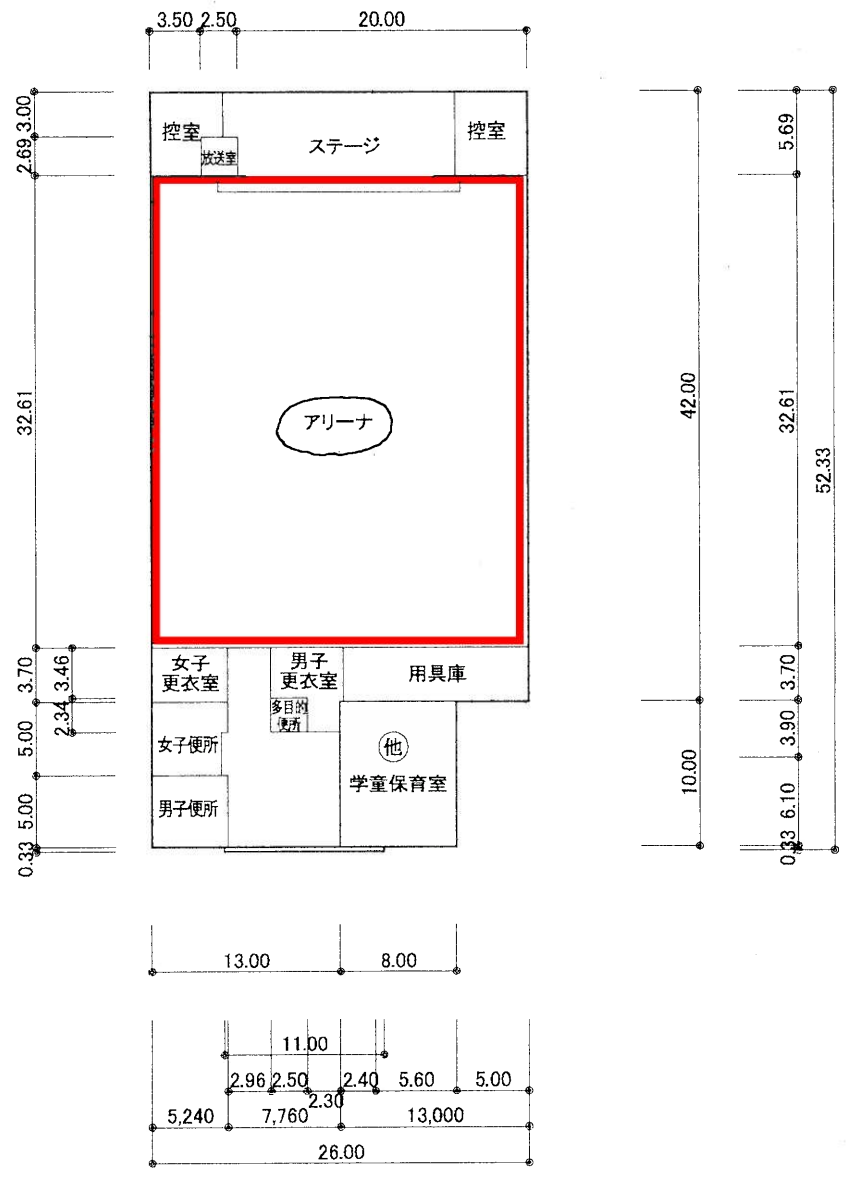 3.50 2.50 20.00
3.00
2.69
32.61
3.70
3.46
2.34
5.00
5.00
0.33
控室
放送室
ステージ
控室
アリーナ
女子
更衣室
男子
更衣室
用具庫
多目的
便所
女子便所
他
学童保育室
男子便所
42.00
10.00
5.69
32.61
3.70
3.90
6.10
0.33
52.33
13.00 8.00
11.00
2.96 2.50 2.40 5.60 5.00
2.30
5,240 7,760 13,000
26.00